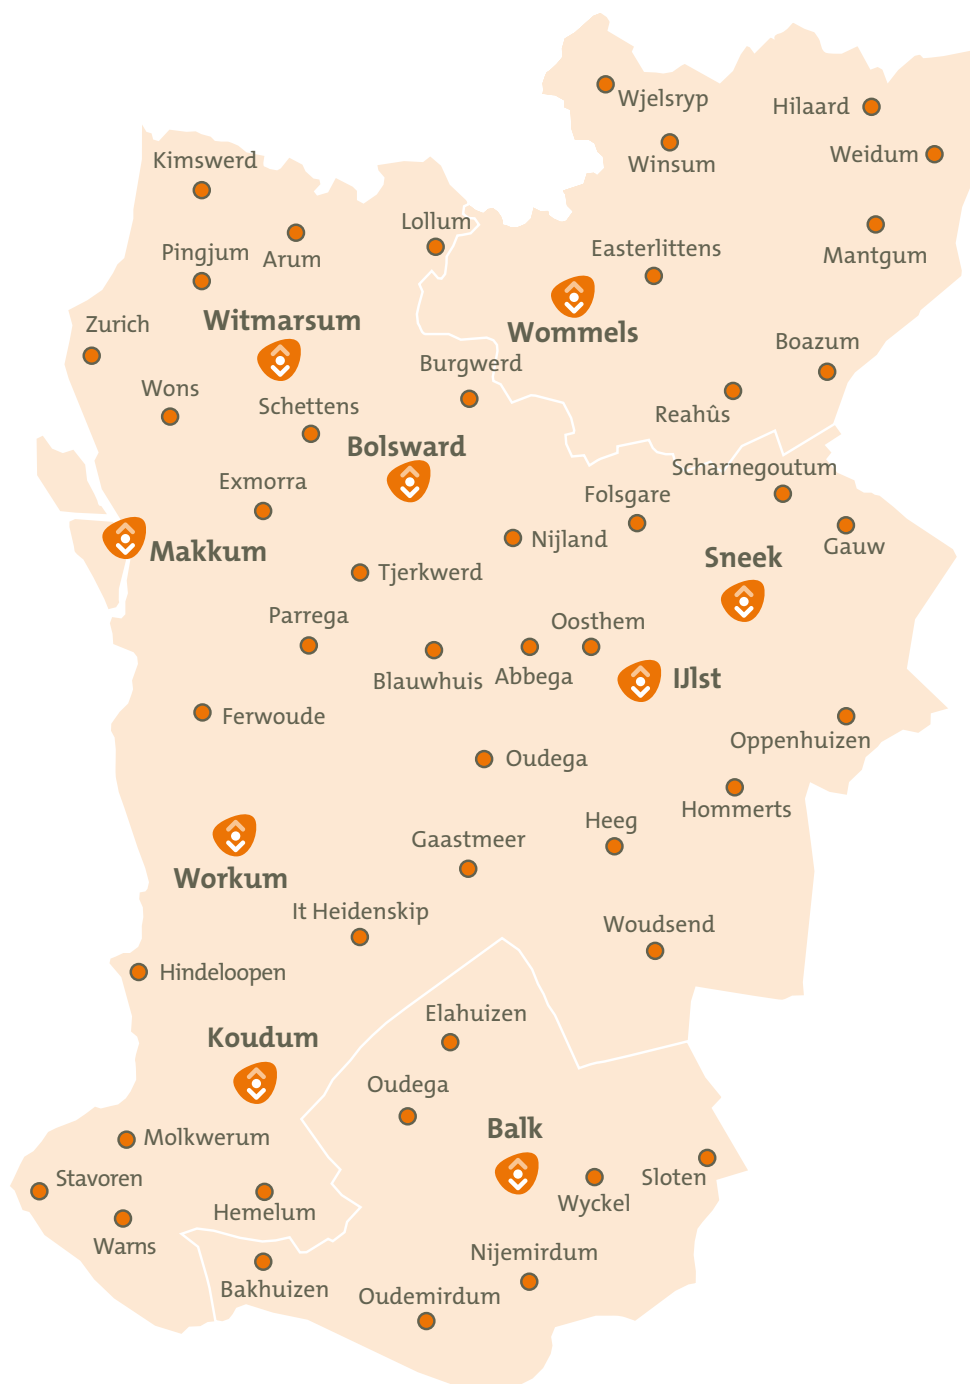 Wjelsryp
Hilaard
Weidum
Kimswerd
Winsum
Lollum
Easterlittens
Pingjum
Arum
Mantgum
Zurich
Witmarsum
Wommels
Boazum
Burgwerd
Wons
Schettens
Reahûs
Bolsward
Scharnegoutum
Exmorra
Folsgare
Nijland
Gauw
Makkum
Sneek
Tjerkwerd
Parrega
Oosthem
Blauwhuis
Abbega
IJlst
Ferwoude
Oppenhuizen
Oudega
Hommerts
Heeg
Gaastmeer
Workum
It Heidenskip
Woudsend
Hindeloopen
Elahuizen
Koudum
Oudega
Balk
Molkwerum
Stavoren
Sloten
Wyckel
Hemelum
Warns
Nijemirdum
Bakhuizen
Oudemirdum